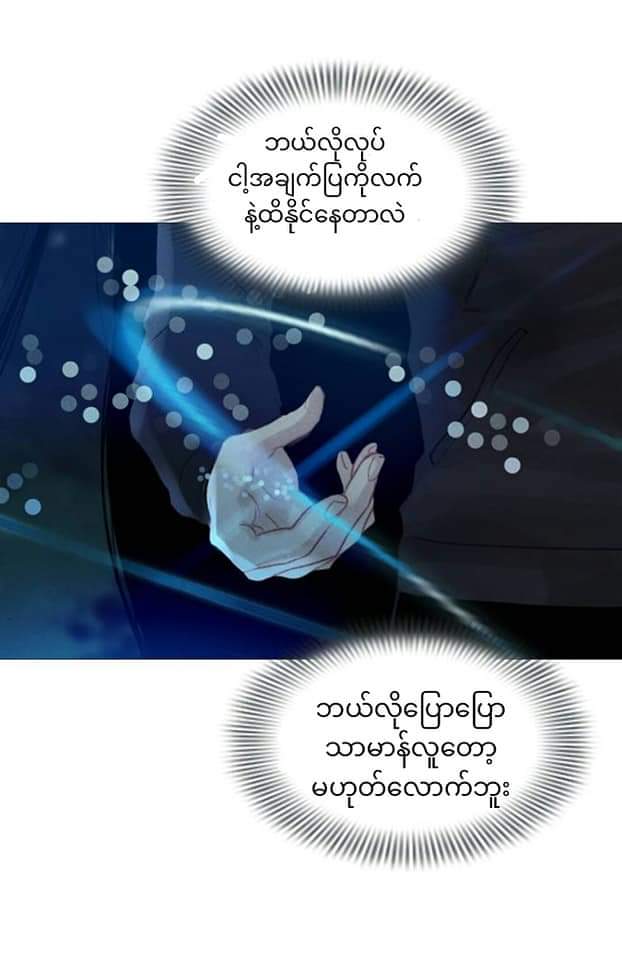 ဘယ်လိုလုပ်
ငါ့အချက်ပြကိုလက်
နဲ့ထိနိုင်နေတာလဲ
ဘယ်လိုပြောပြော
သာမာန်လူတော့
မဟုတ်လောက်ဘူး